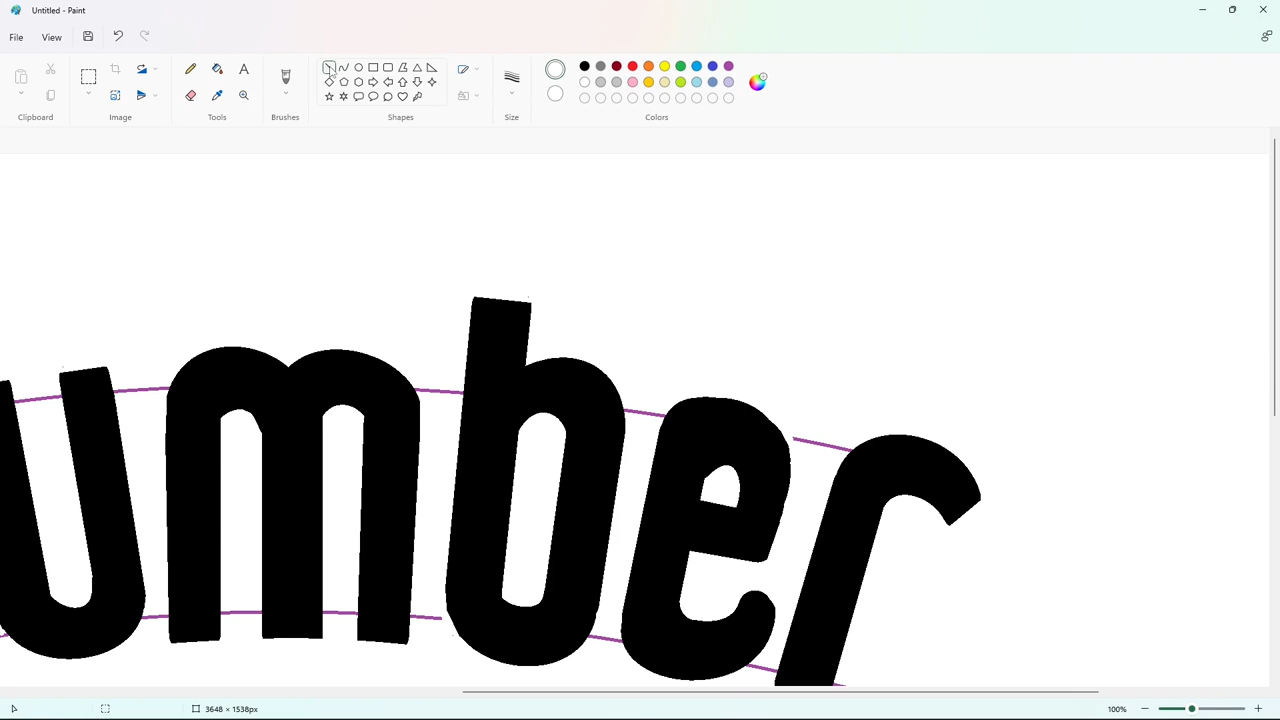 Untitled - Paint
File View
Clipboard Image Tools Brushes Shapes Size Colors
umber
3648 × 1538px 100%